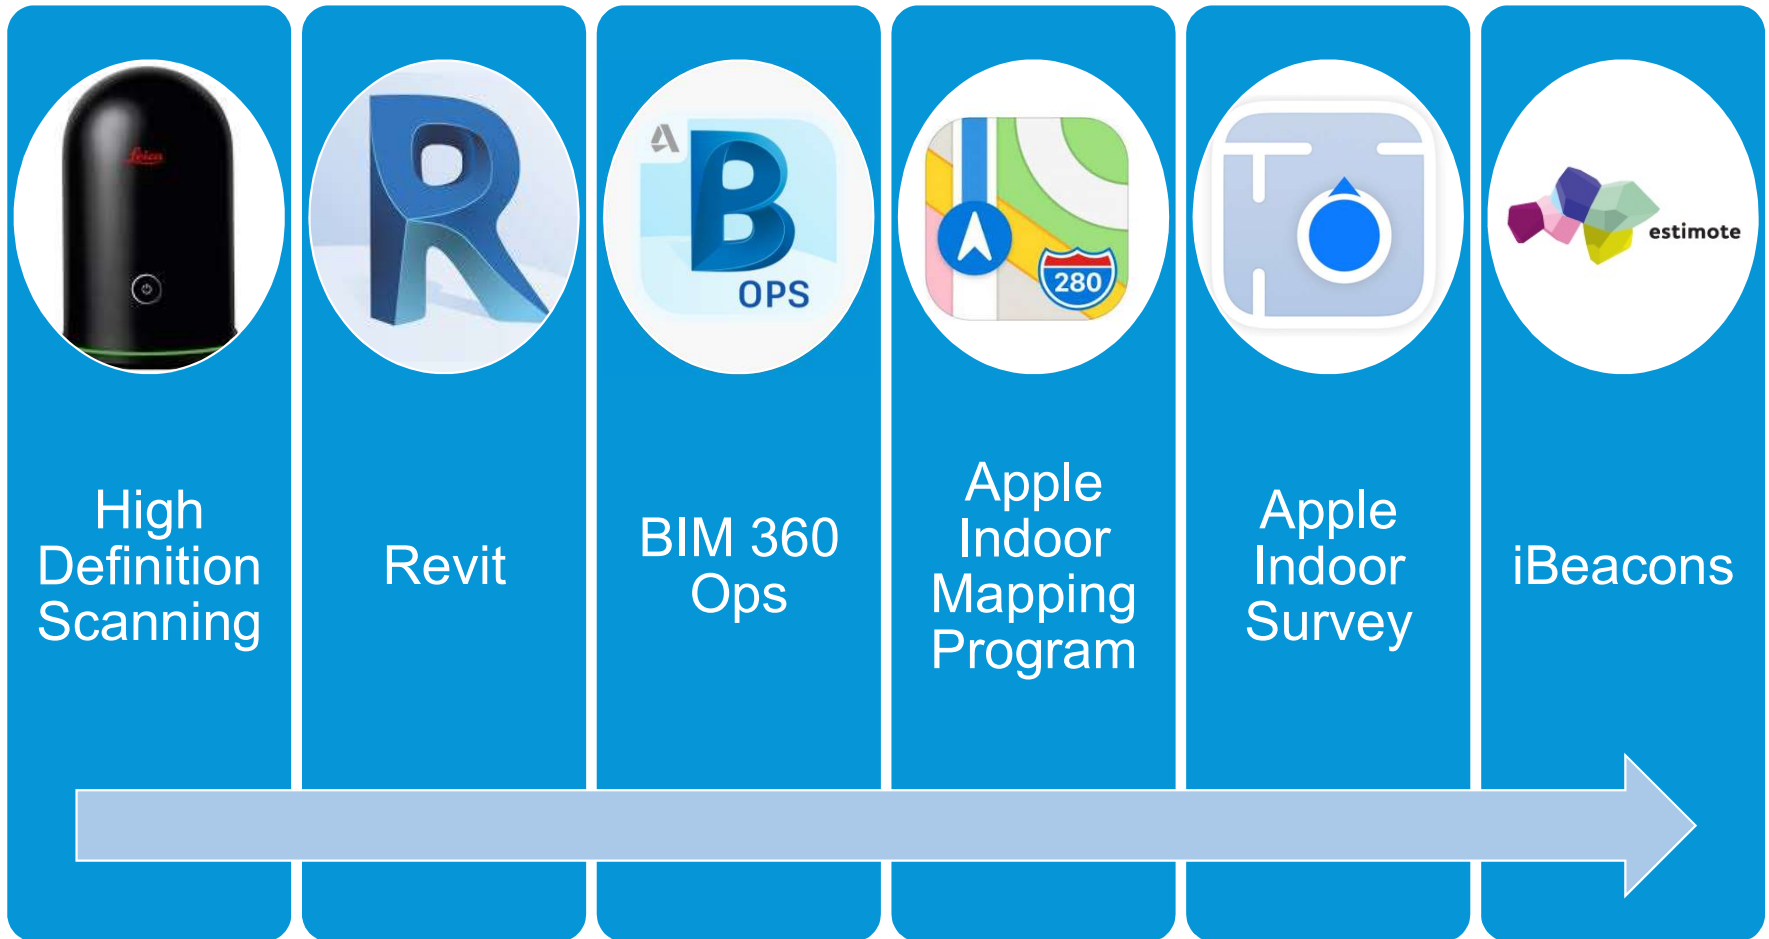 Leica
OPS
280
estimote
High
Definition
Scanning
Revit
BIM 360
Ops
Apple
Indoor
Mapping
Program
Apple
Indoor
Survey
iBeacons